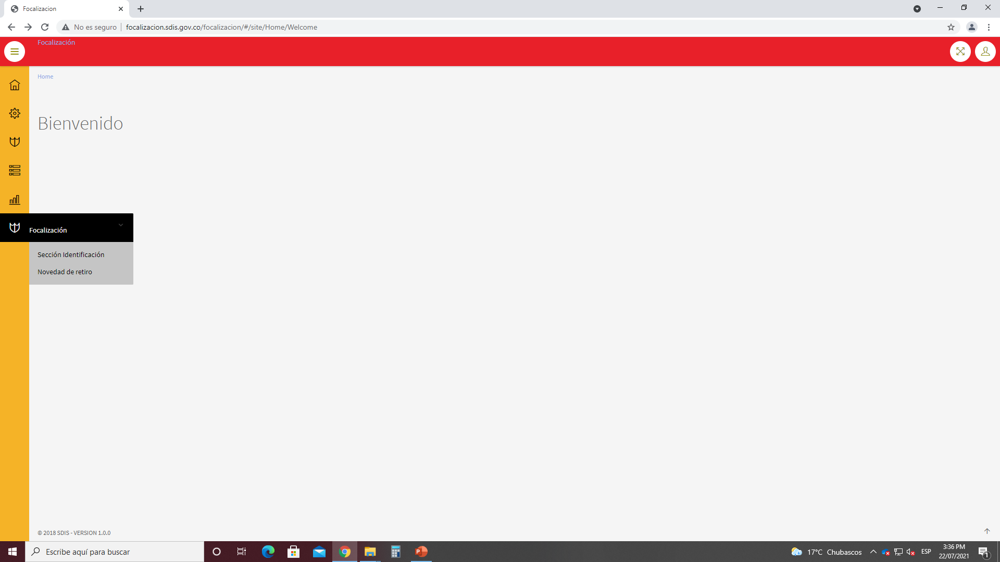 Focalizacion
No es seguro
focalizacion.sdis.gov.co/focalizacion/#/site/Home/Welcome
Focalización
Home
Bienvenido
Focalización
Sección Identificación
Novedad de retiro
© 2018 SDIS - VERSION 1.0.0
Escribe aquí para buscar
P
17°C Chubascos
ESP
3:36 PM
22/07/2021
1